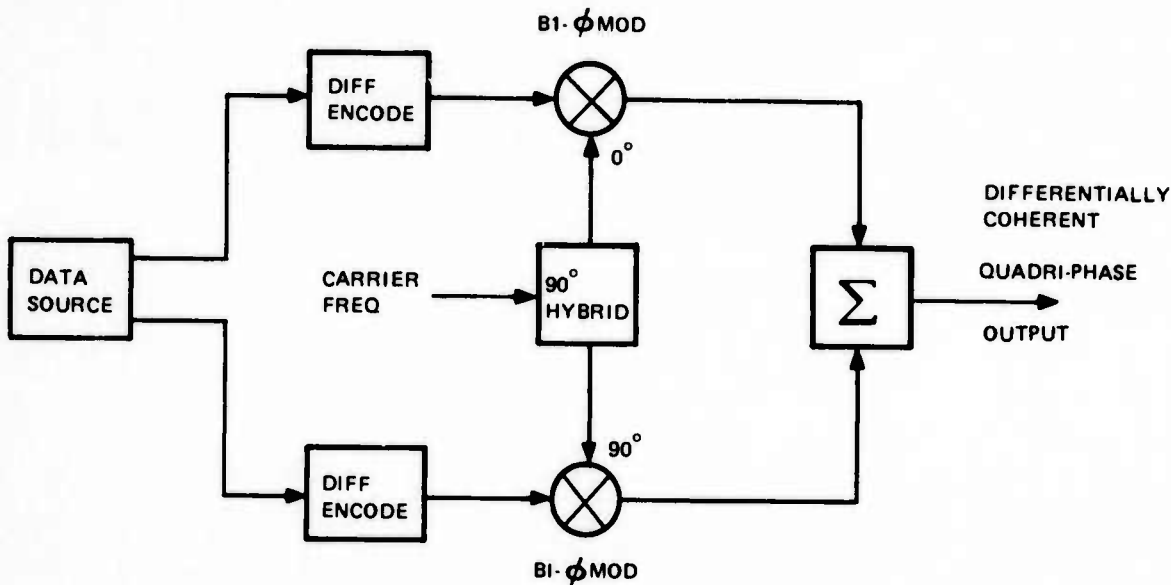 B1-ϕMOD
DIFF
ENCODE
0°
DIFFERENTIALLY
COHERENT
DATA
SOURCE
CARRIER
FREQ
90°
HYBRID
Σ
QUADRI-PHASE
OUTPUT
90°
DIFF
ENCODE
BI-ϕMOD